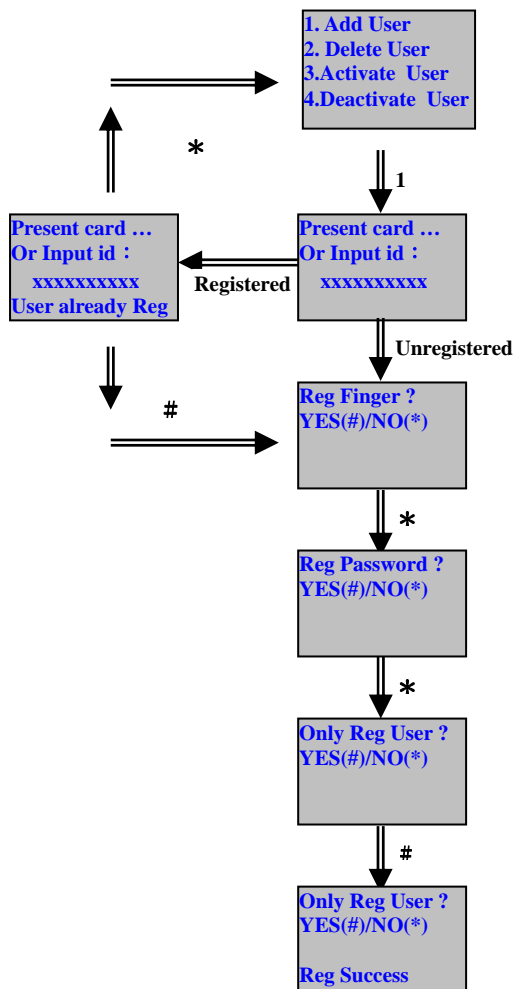 1. Add User
2. Delete User
3.Activate  User
4.Deactivate  User
*
1
Present card …
Or Input id：
xxxxxxxxxx
User already Reg
Registered
Present card …
Or Input id：
xxxxxxxxxx
Unregistered
#
Reg Finger ?
YES(#)/NO(*)
*
Reg Password ?
YES(#)/NO(*)
*
Only Reg User ?
YES(#)/NO(*)
#
Only Reg User ?
YES(#)/NO(*)
Reg Success